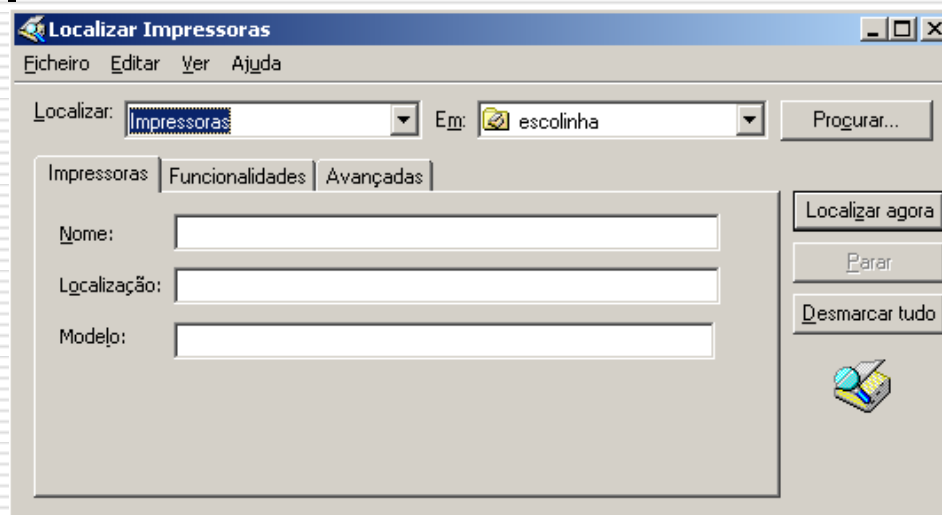 Localizar Impressoras
Ficheiro Editar Ver Ajuda
Localizar: Impressoras Em: escolinha Procurar...
Impressoras Funcionalidades Avançadas
Localizar agora
Nome:
Parar
Localização:
Desmarcar tudo
Modelo: